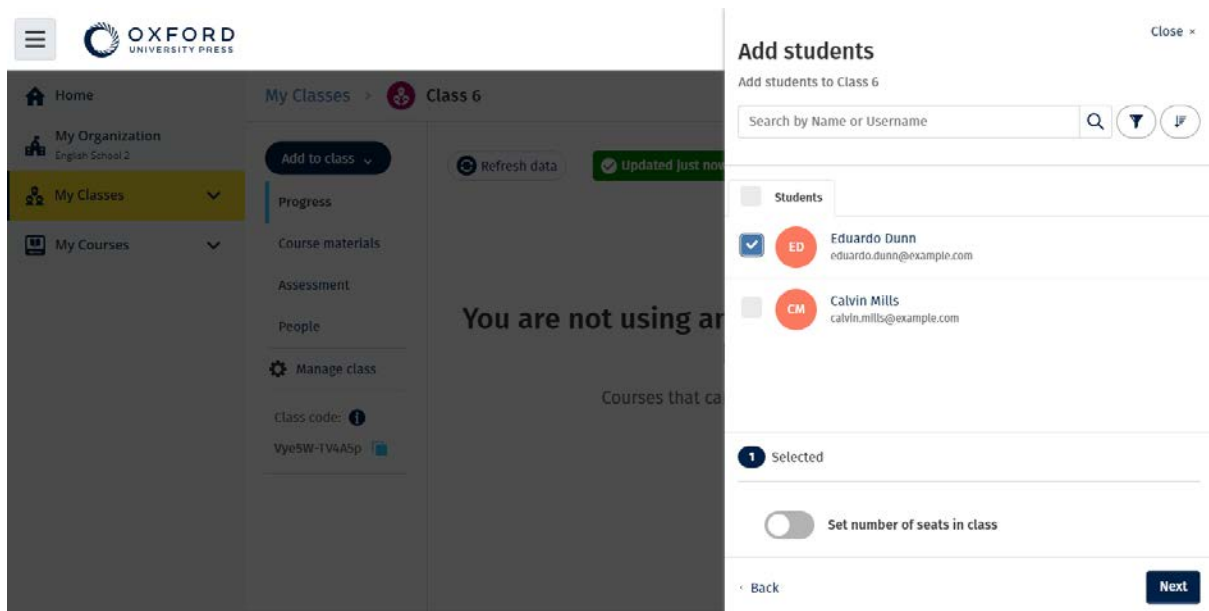 OXFORD
UNIVERSITY PRESS
Home
My Organization
English School 2
My Classes
My Courses
My Classes > Class 6
Add to class
Refresh data
Updated just now
Progress
Course materials
Assessment
People
Manage class
Class code:
Vye5W-TV4A5p
You are not using
Courses that
Close ×
Add students
Add students to Class 6
Search by Name or Username
Students
ED
Eduardo Dunn
eduardo.dunn@example.com
CM
Calvin Mills
calvin.mills@example.com
1 Selected
Set number of seats in class
Back
Next